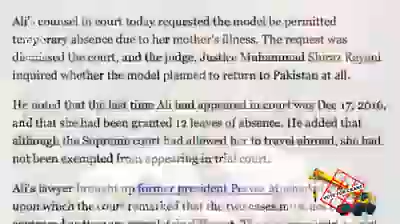 Ali's counsel in court today requested the model be permitted
temporary absence due to her mother's illness. The request was
dismissed the court, and the judge, Justice Muhammad Shiraz Rayani
inquired whether the model planned to return to Pakistan at all.
He noted that the last time Ali had appeared in court was Dec 17, 2016,
and that she had been granted 12 leaves of absence. He added that
although the Supreme court had allowed her to travel abroad, she had
not been exempted from appearing in trial court.
Ali's lawyer brought up former president Pervez
upon which the court remarked that the two cases